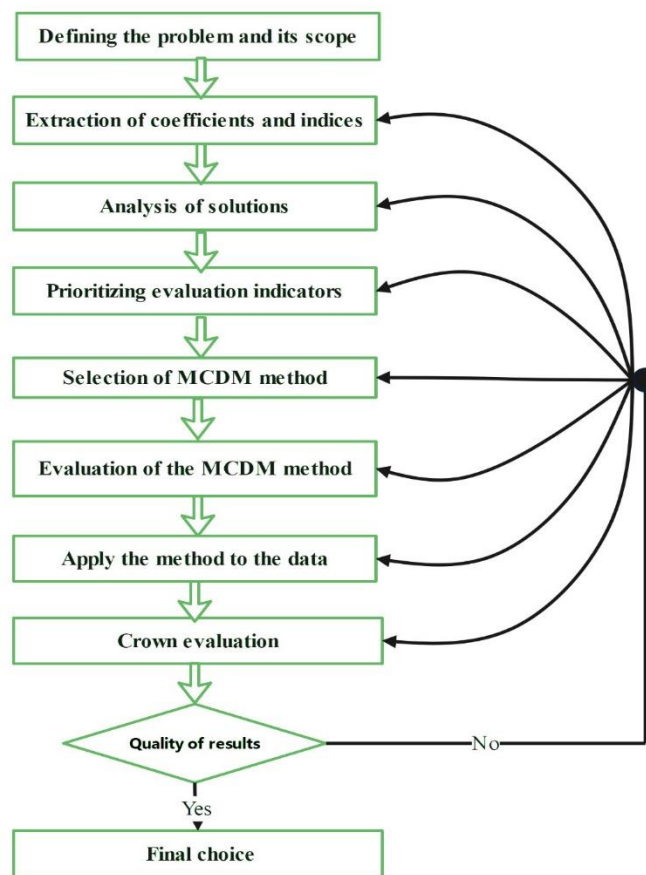 Defining the problem and its scope
Extraction of coefficients and indices
Analysis of solutions
Prioritizing evaluation indicators
Selection of MCDM method
Evaluation of the MCDM method
Apply the method to the data
Crown evaluation
Quality of results
No
Yes
Final choice